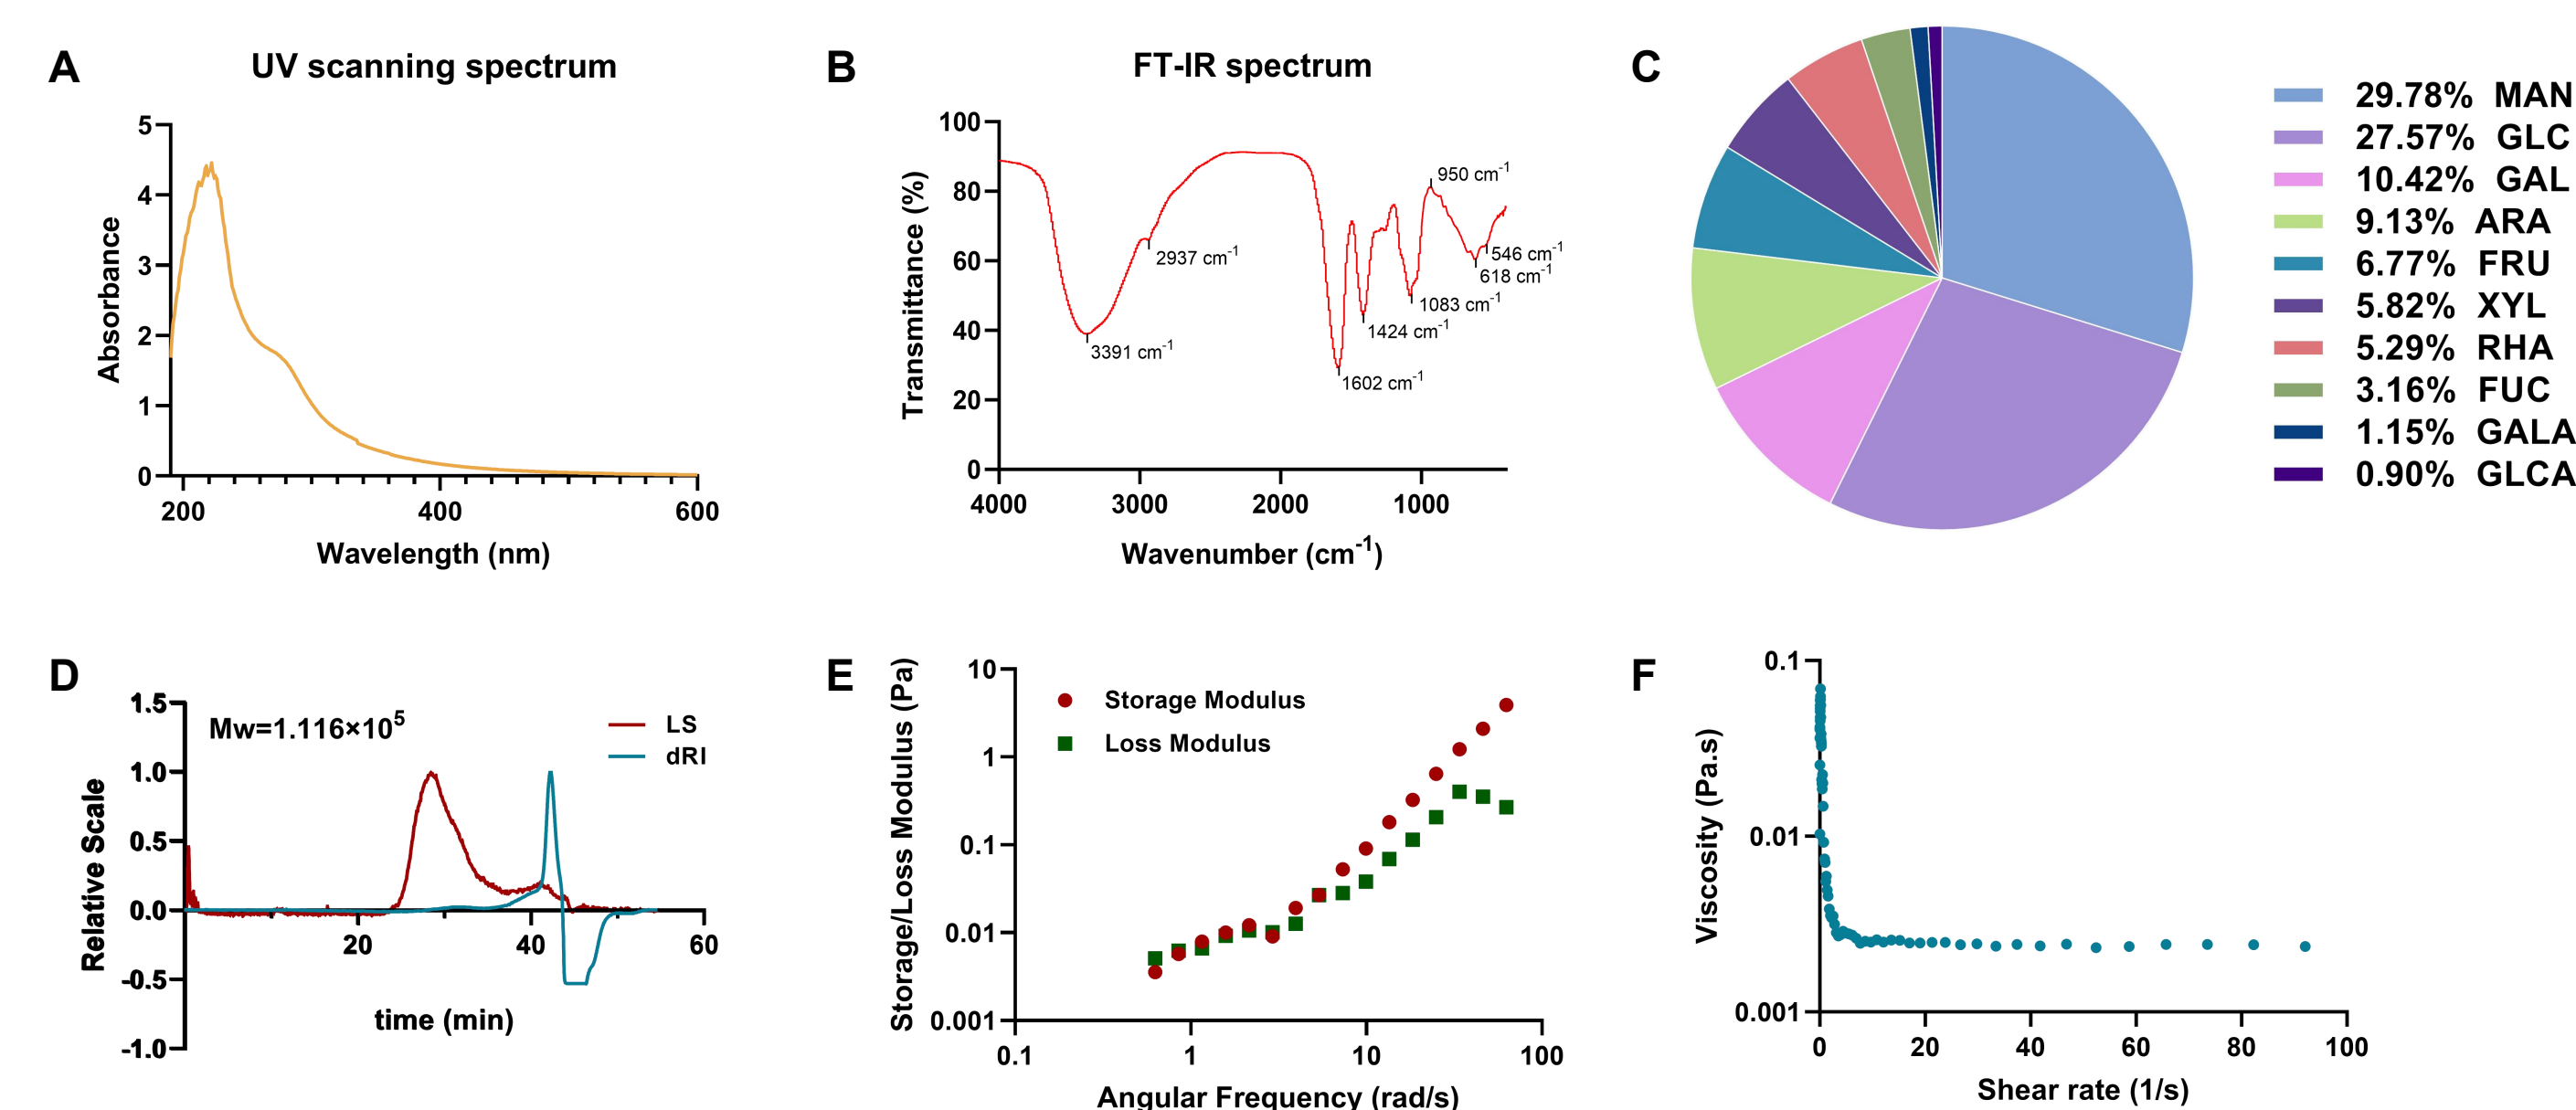 A
UV scanning spectrum
5
4
3
2
1
0
Absorbance
200
400
600
Wavelength (nm)
B
FT-IR spectrum
100
80
60
40
20
0
Transmittance (%)
950 cm⁻¹
2937 cm⁻¹
546 cm⁻¹
618 cm⁻¹
1083 cm⁻¹
1424 cm⁻¹
3391 cm⁻¹
1602 cm⁻¹
4000
3000
2000
1000
Wavenumber (cm⁻¹)
C
29.78% MAN
27.57% GLC
10.42% GAL
9.13% ARA
6.77% FRU
5.82% XYL
5.29% RHA
3.16% FUC
1.15% GALA
0.90% GLCA
D
1.5
1.0
0.5
0.0
-0.5
-1.0
Relative Scale
Mw=1.116×10⁵
LS
dRI
20
40
60
time (min)
E
10
1
0.1
0.01
0.001
Storage/Loss Modulus (Pa)
Storage Modulus
Loss Modulus
0.1
1
10
100
Angular Frequency (rad/s)
F
0.1
0.01
0.001
Viscosity (Pa.s)
0
20
40
60
80
100
Shear rate (1/s)